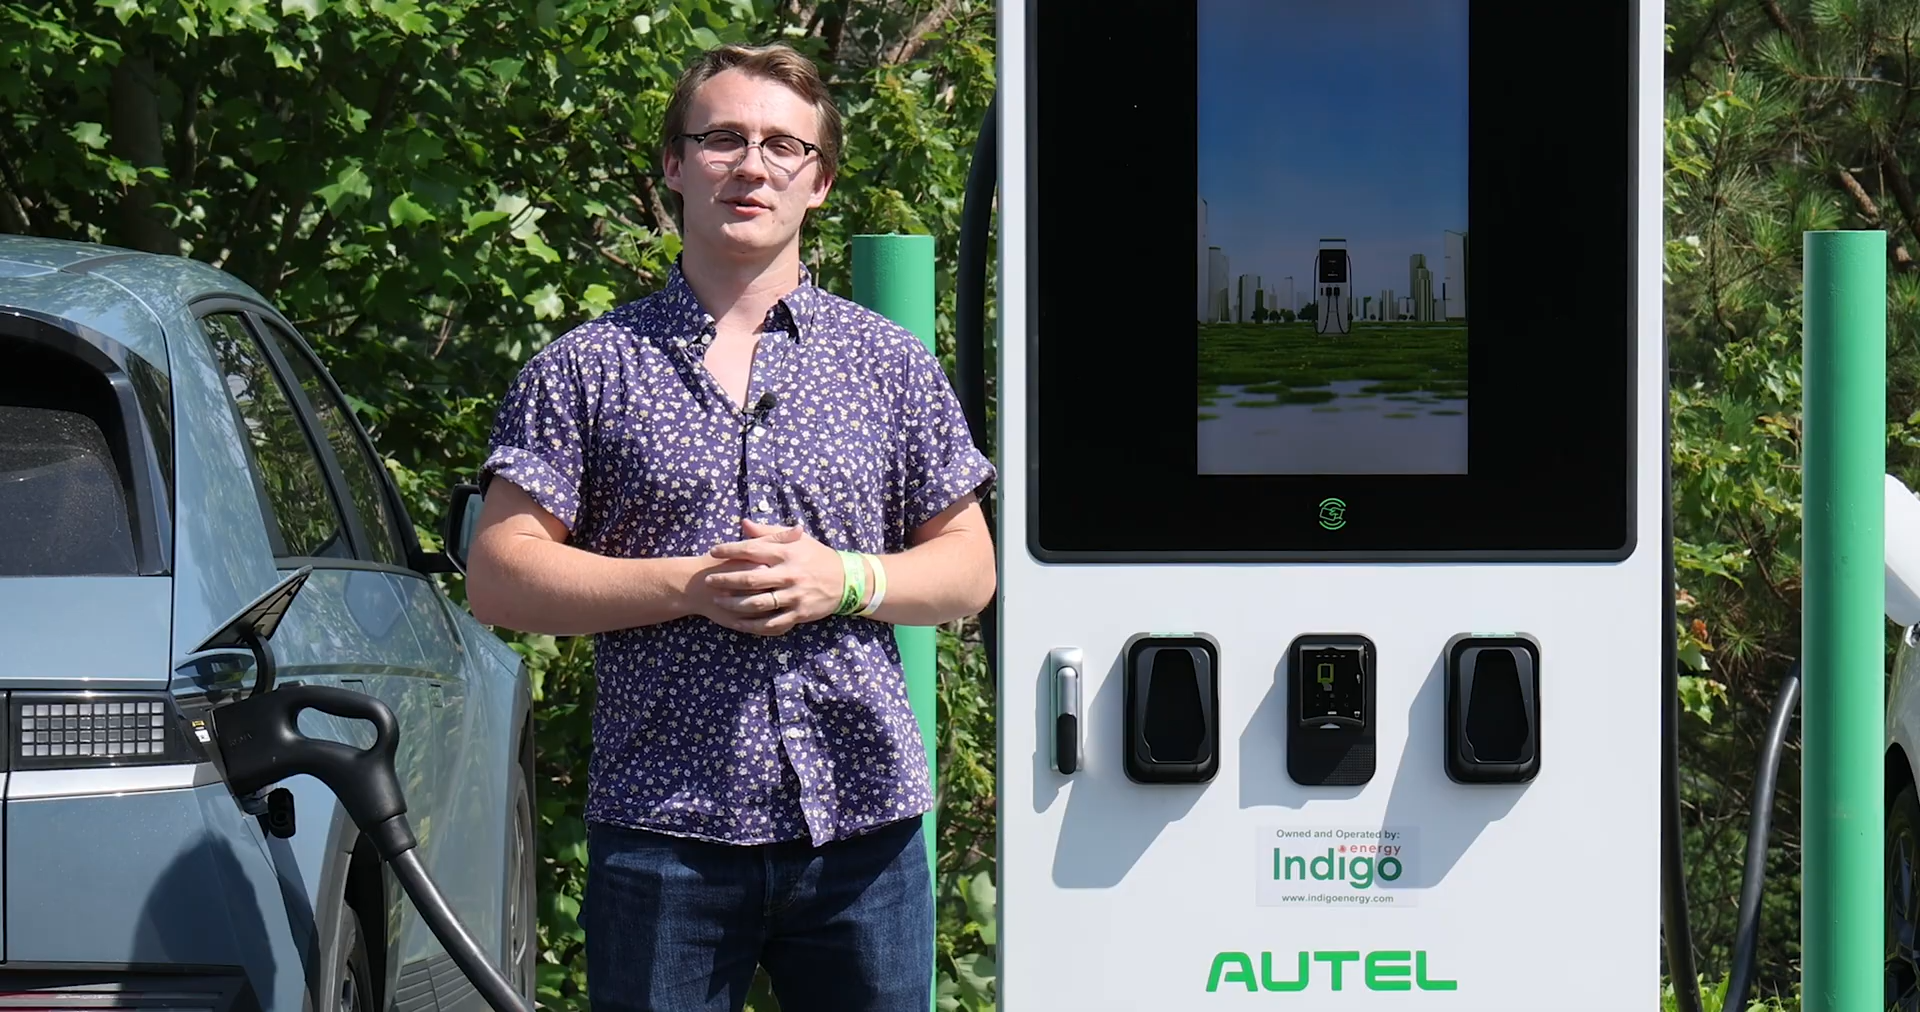 Owned and Operated by:
energy
Indigo
www.indigoenergy.com
AUTEL